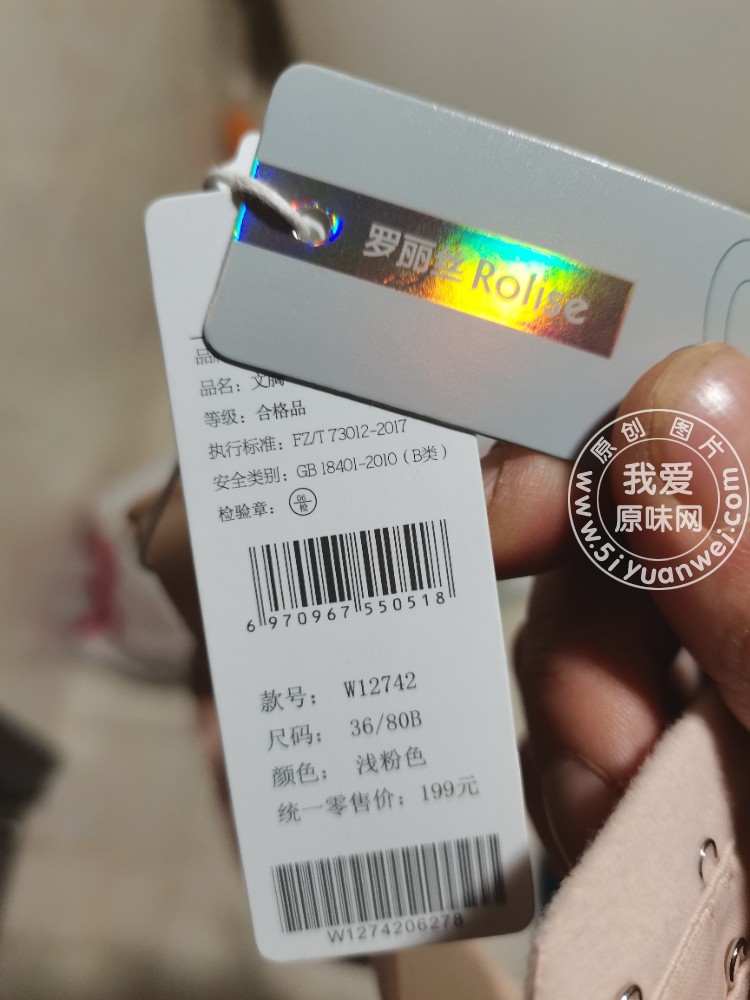 罗丽丝 Rolise
品名：文胸
等级：合格品
执行标准：FZ/T 73012-2017
安全类别：GB 18401-2010（B类）
检验章：06 检
6 970967 550518
款号：W12742
尺码：36/80B
颜色：浅粉色
统一零售价：199元
W1274206278
原创图片
我爱
原味网
www.5iyuanwei.com